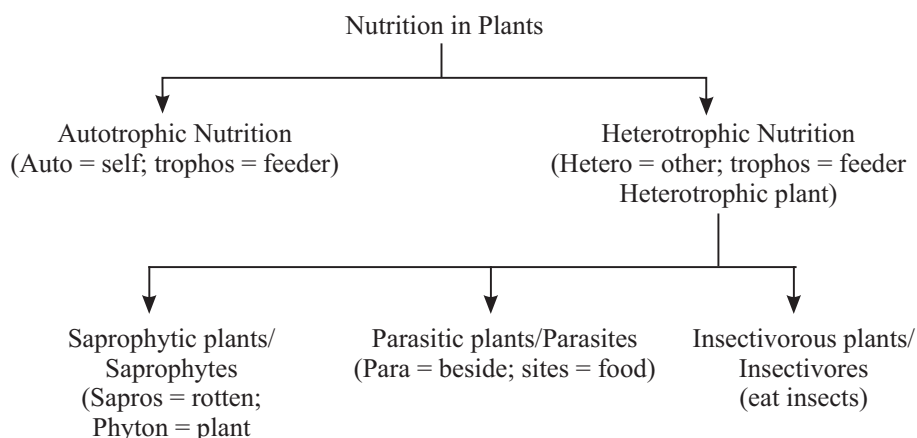 Nutrition in Plants
Autotrophic Nutrition
(Auto = self; trophos = feeder)
Heterotrophic Nutrition
(Hetero = other; trophos = feeder
Heterotrophic plant)
Saprophytic plants/
Saprophytes
(Sapros = rotten;
Phyton = plant
Parasitic plants/Parasites
(Para = beside; sites = food)
Insectivorous plants/
Insectivores
(eat insects)